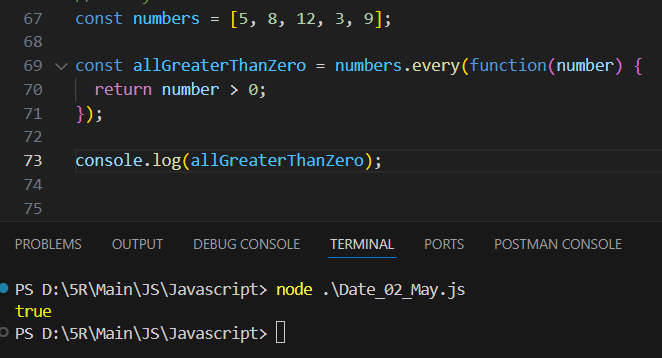 67 const numbers = [5, 8, 12, 3, 9];
68
69 const allGreaterThanZero = numbers.every(function(number) {
70   return number > 0;
71 });
72
73 console.log(allGreaterThanZero);
74
75
PROBLEMS OUTPUT DEBUG CONSOLE TERMINAL PORTS POSTMAN CONSOLE
PS D:\5R\Main\JS\Javascript> node .\Date_02_May.js
true
PS D:\5R\Main\JS\Javascript>